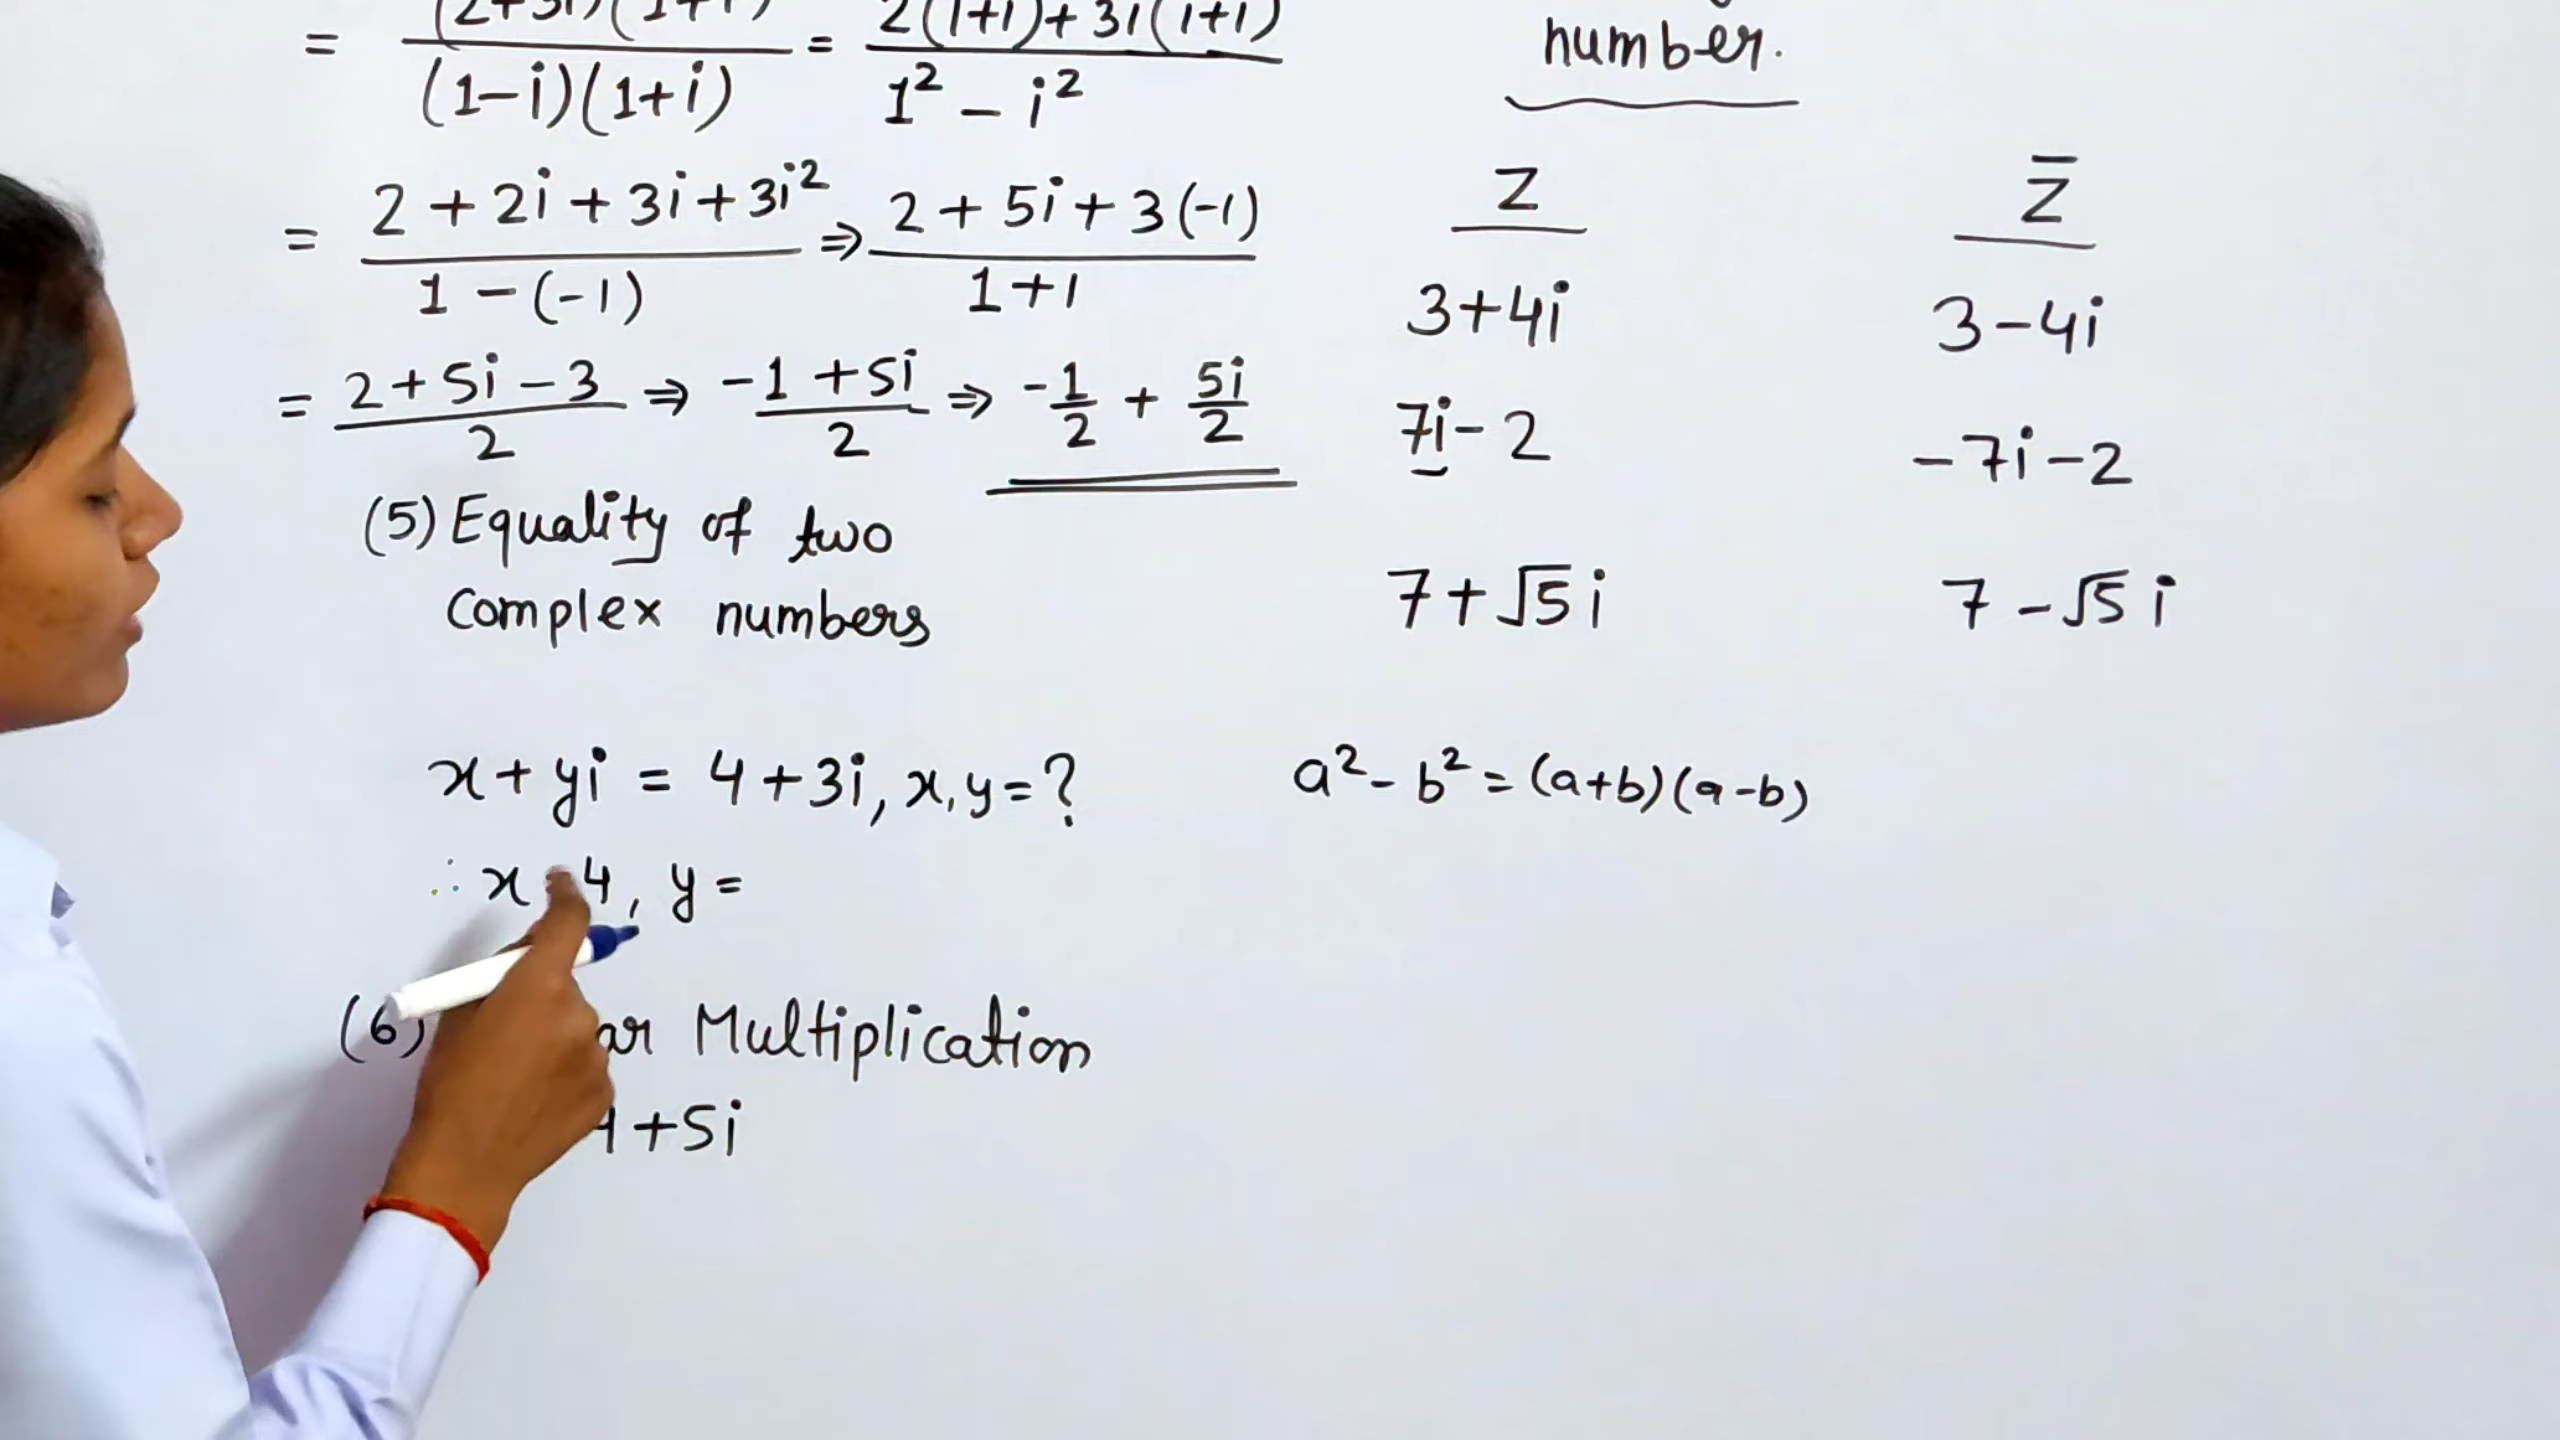 = (2+3i)(1+i) / (1-i)(1+i) = 2(1+i)+3i(1+i) / 1² - i²
= 2+2i+3i+3i² / 1-(-1) ⇒ 2+5i+3(-1) / 1+1
= 2+5i-3 / 2 ⇒ -1+5i / 2 ⇒ -1/2 + 5i/2
(5) Equality of two
complex numbers
x+yi = 4+3i, x,y=?
∴ x 4, y =
(6) ar Multiplication
+5i
number.
z z̄
3+4i 3-4i
7i-2 -7i-2
7+√5i 7-√5i
a²-b²=(a+b)(a-b)